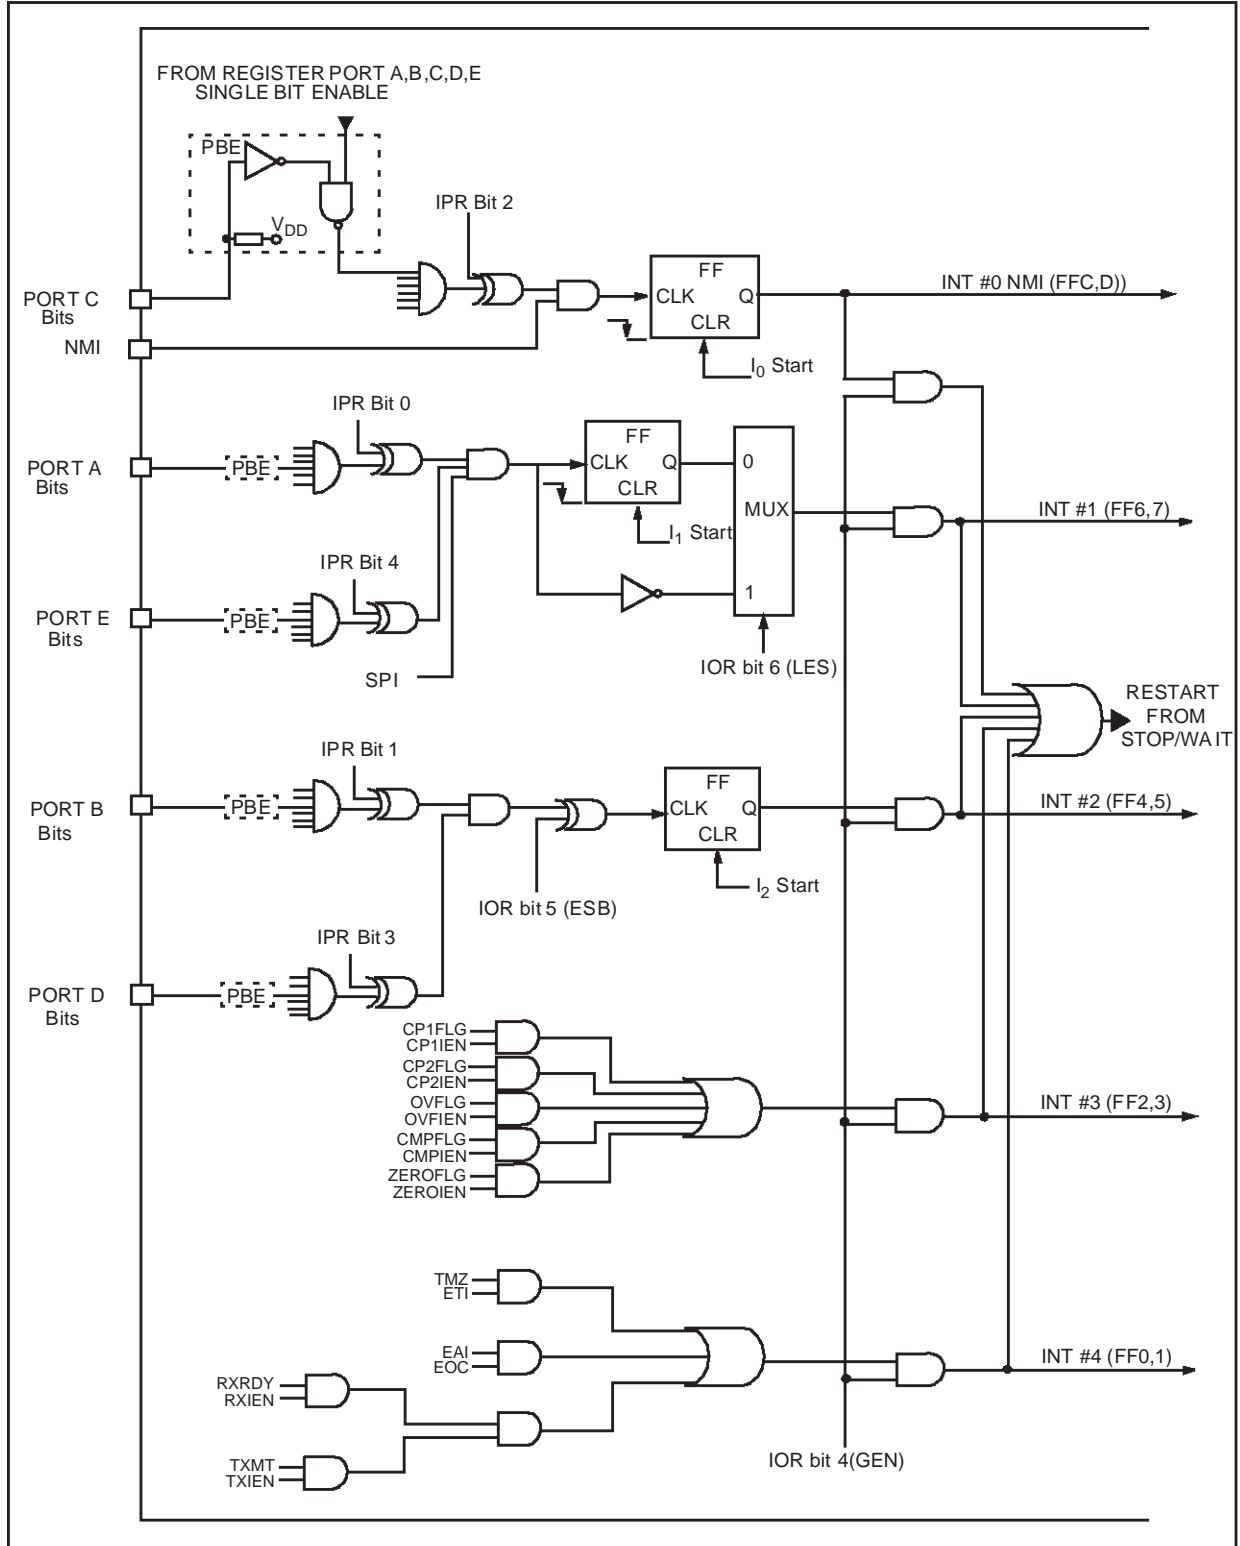 FROM REGISTER PORT A,B,C,D,E
SINGLE BIT ENABLE
PBE
VDD
IPR Bit 2
FF
CLK Q
CLR
INT #0 NMI (FFC,D))
PORT C
Bits
NMI
I0 Start
IPR Bit 0
PORT A
Bits
PBE
FF
CLK Q
CLR
I1 Start
0
MUX
1
INT #1 (FF6,7)
IPR Bit 4
PORT E
Bits
PBE
SPI
IOR bit 6 (LES)
RESTART
FROM
STOP/WAIT
IPR Bit 1
PORT B
Bits
PBE
FF
CLK Q
CLR
I2 Start
INT #2 (FF4,5)
IOR bit 5 (ESB)
IPR Bit 3
PORT D
Bits
PBE
CP1FLG
CP1IEN
CP2FLG
CP2IEN
OVFLG
OVFIEN
CMPFLG
CMPIEN
ZEROFLG
ZEROIEN
INT #3 (FF2,3)
TMZ
ETI
EAI
EOC
RXRDY
RXIEN
TXMT
TXIEN
INT #4 (FF0,1)
IOR bit 4(GEN)